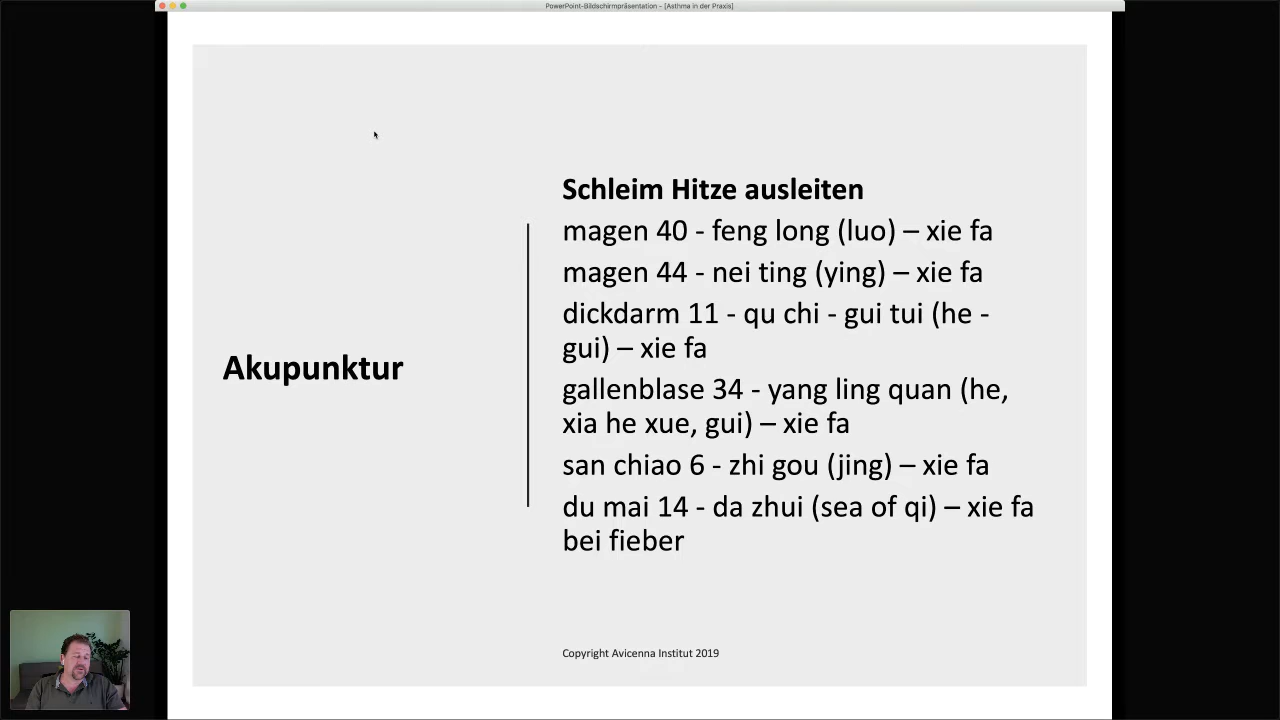 PowerPoint-Bildschirmpräsentation - [Asthma in der Praxis]
Akupunktur
Schleim Hitze ausleiten
magen 40 - feng long (luo) – xie fa
magen 44 - nei ting (ying) – xie fa
dickdarm 11 - qu chi - gui tui (he -
gui) – xie fa
gallenblase 34 - yang ling quan (he,
xia he xue, gui) – xie fa
san chiao 6 - zhi gou (jing) – xie fa
du mai 14 - da zhui (sea of qi) – xie fa
bei fieber
Copyright Avicenna Institut 2019